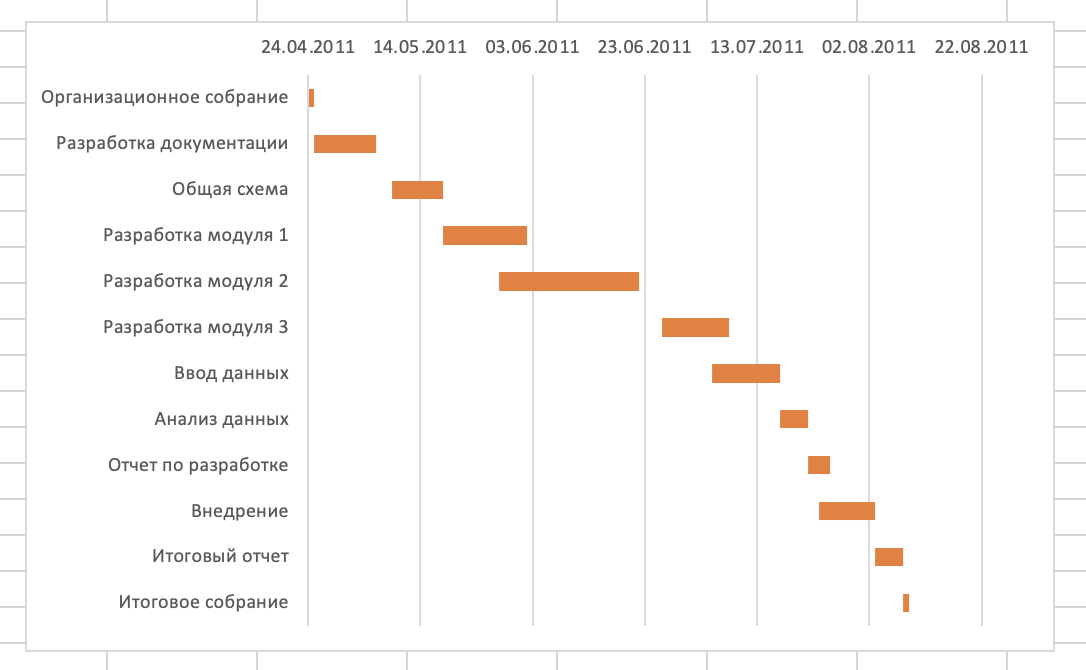 24.04.2011 14.05.2011 03.06.2011 23.06.2011 13.07.2011 02.08.2011 22.08.2011
Организационное собрание
Разработка документации
Общая схема
Разработка модуля 1
Разработка модуля 2
Разработка модуля 3
Ввод данных
Анализ данных
Отчет по разработке
Внедрение
Итоговый отчет
Итоговое собрание